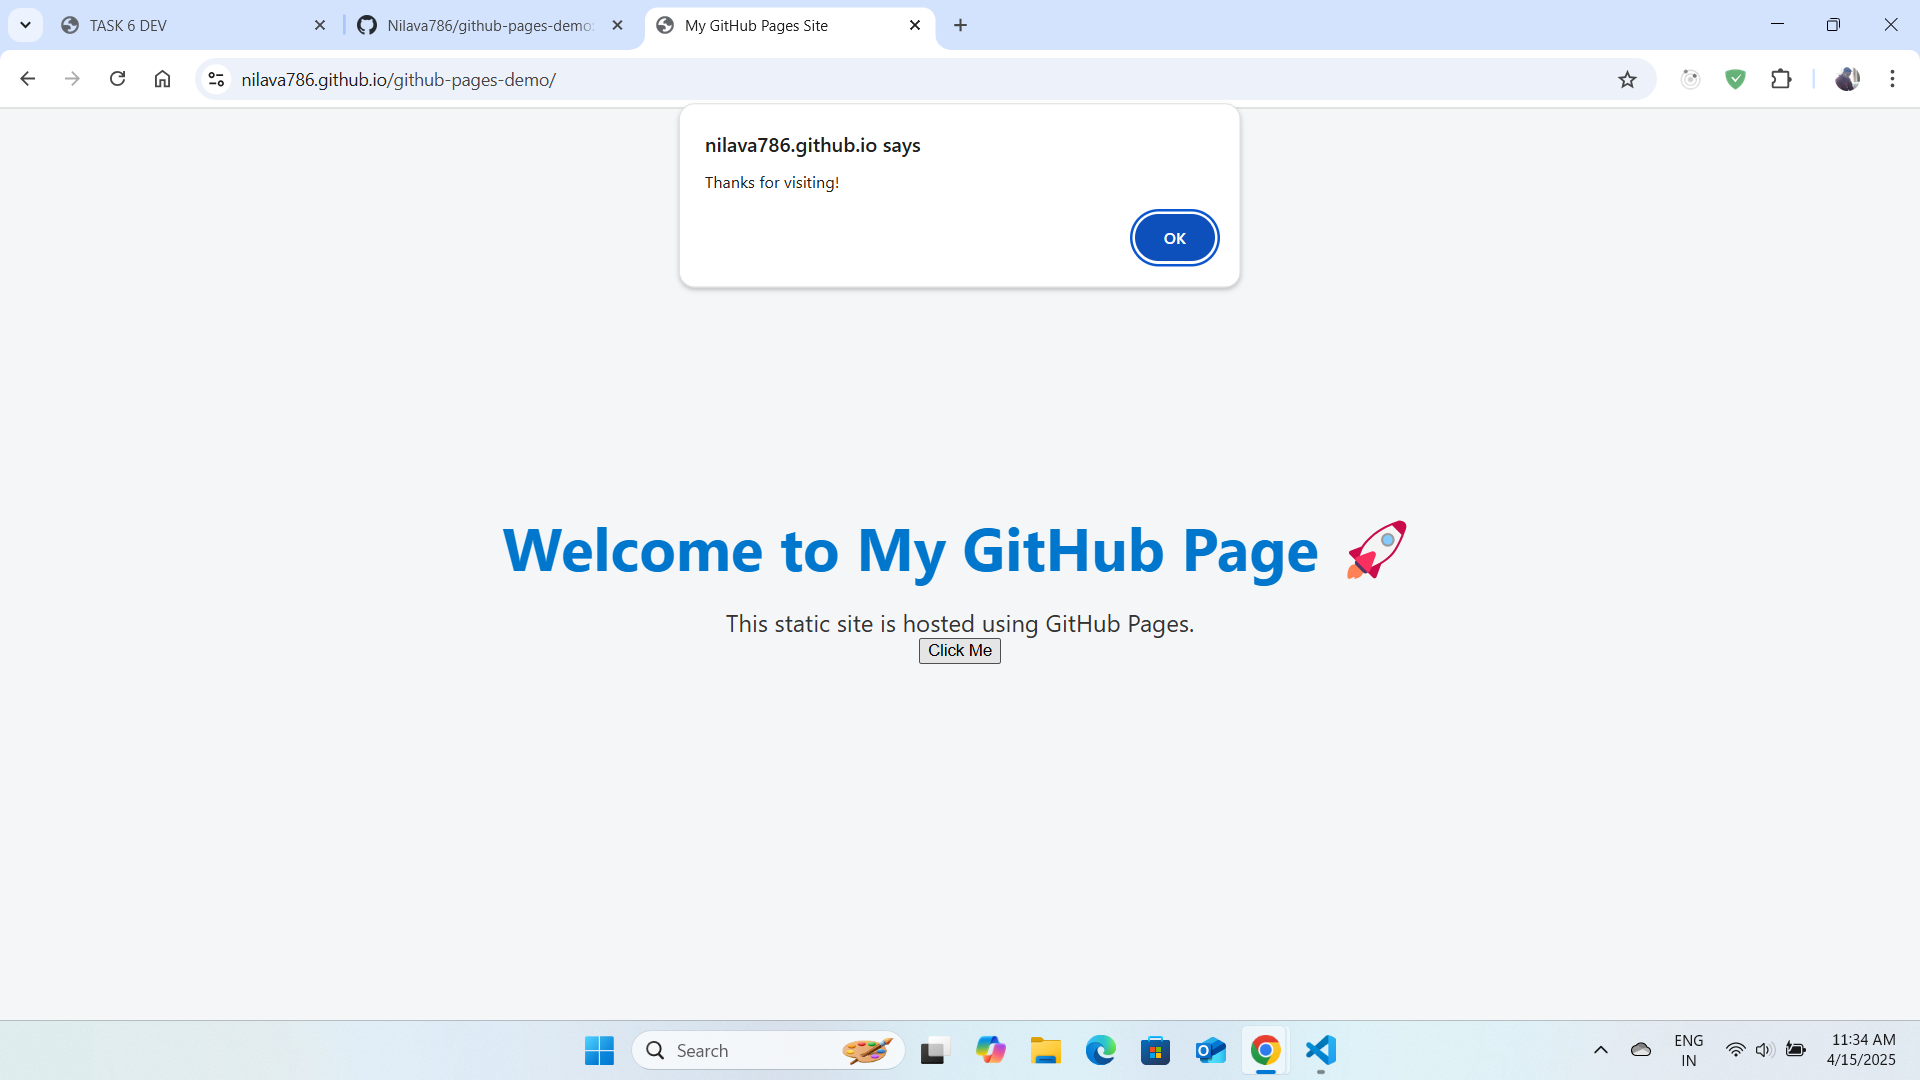 TASK 6 DEV
Nilava786/github-pages-demo:
My GitHub Pages Site
nilava786.github.io/github-pages-demo/
nilava786.github.io says
Thanks for visiting!
OK
Welcome to My GitHub Page 🚀
This static site is hosted using GitHub Pages.
Click Me
Search
ENG
IN
11:34 AM
4/15/2025